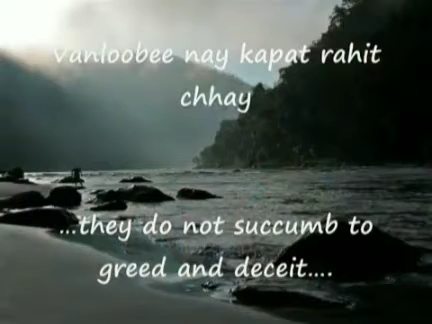 Vanloobee nay kapat rahit
chhay
...they do not succumb to
greed and deceit....